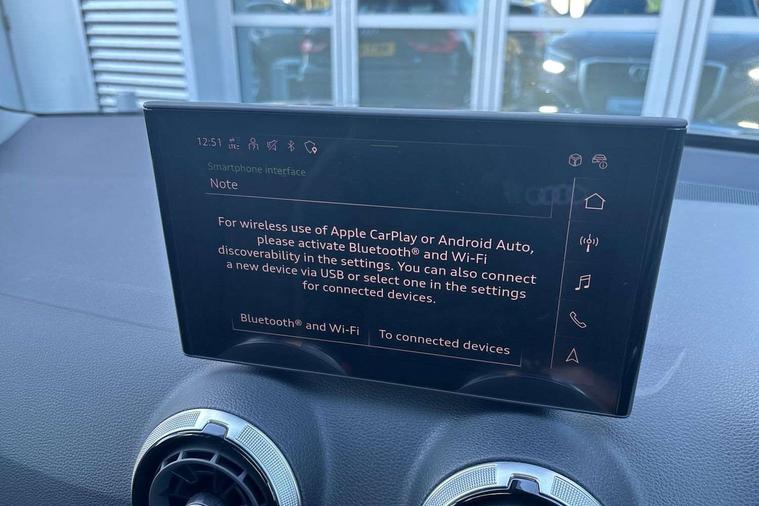 12:51
Smartphone interface
Note
For wireless use of Apple CarPlay or Android Auto,
please activate Bluetooth® and Wi-Fi
discoverability in the settings. You can also connect
a new device via USB or select one in the settings
for connected devices.
Bluetooth® and Wi-Fi
To connected devices